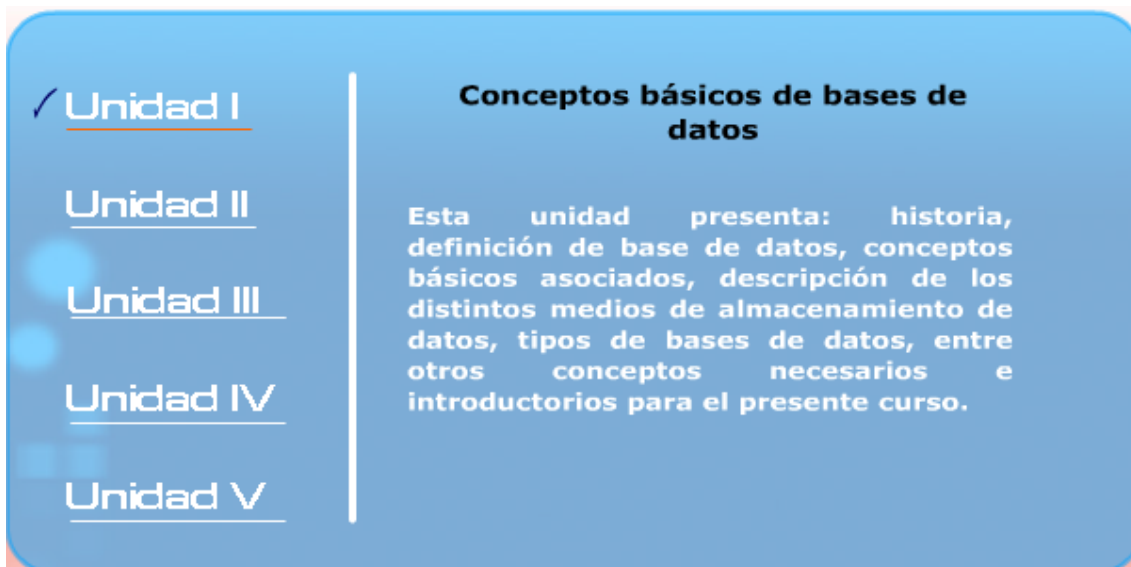 Unidad I
Unidad II
Unidad III
Unidad IV
Unidad V
Conceptos básicos de bases de
datos
Esta unidad presenta: historia,
definición de base de datos, conceptos
básicos asociados, descripción de los
distintos medios de almacenamiento de
datos, tipos de bases de datos, entre
otros conceptos necesarios e
introductorios para el presente curso.